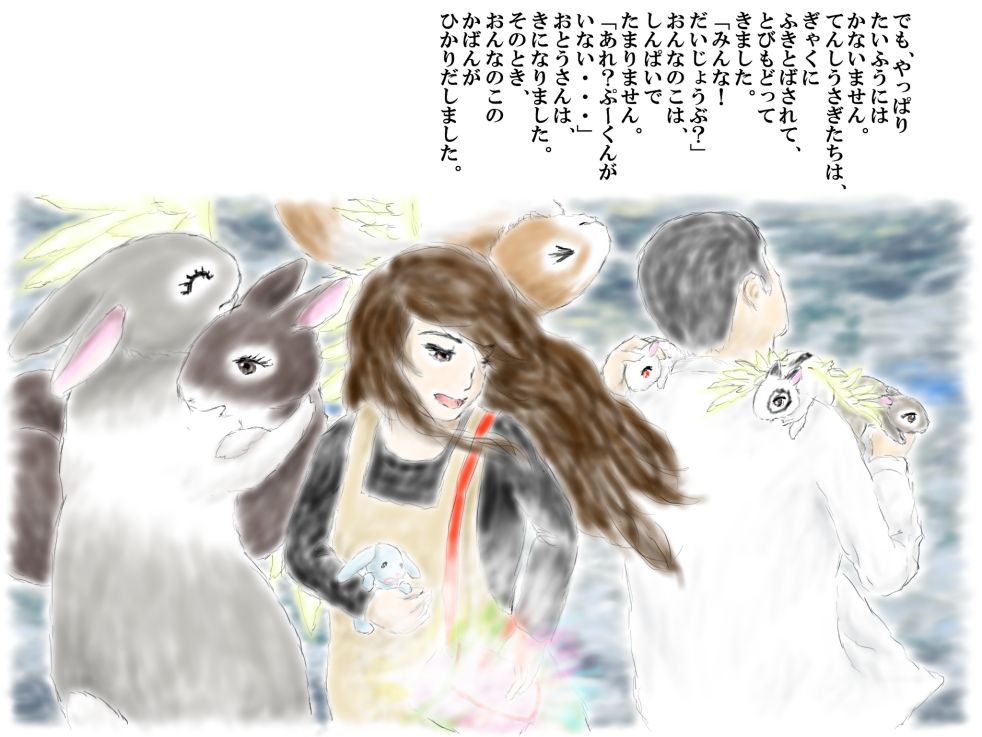 でも、やっぱり
たいふうには
かないません。
てんしうさぎたちは、
ぎゃくに
ふきとばされて、
とびもどって
きました。
「みんな！
だいじょうぶ？」
おんなのこは、
しんぱいで
たまりません。
「あれ？ぷーくんが
いない・・・」
おとうさんは、
きになりました。
そのとき、
おんなのこの
かばんが
ひかりだしました。